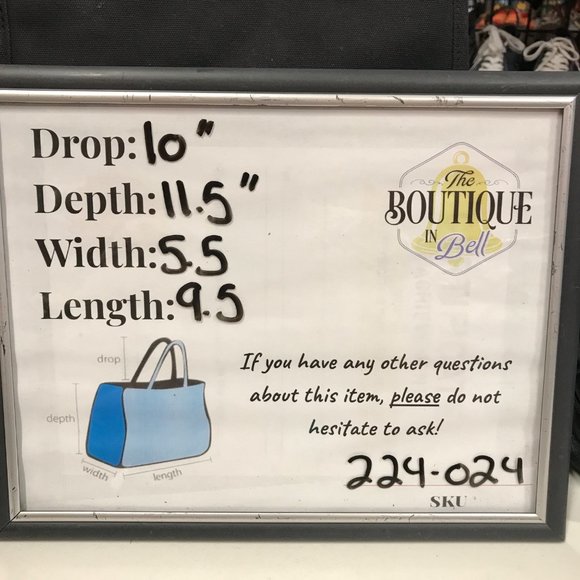 Drop: 10"
Depth: 11.5"
Width: 5.5
Length: 9.5
The
BOUTIQUE
IN
Bell
drop
depth
width
length
If you have any other questions
about this item, please do not
hesitate to ask!
224-024
SKU